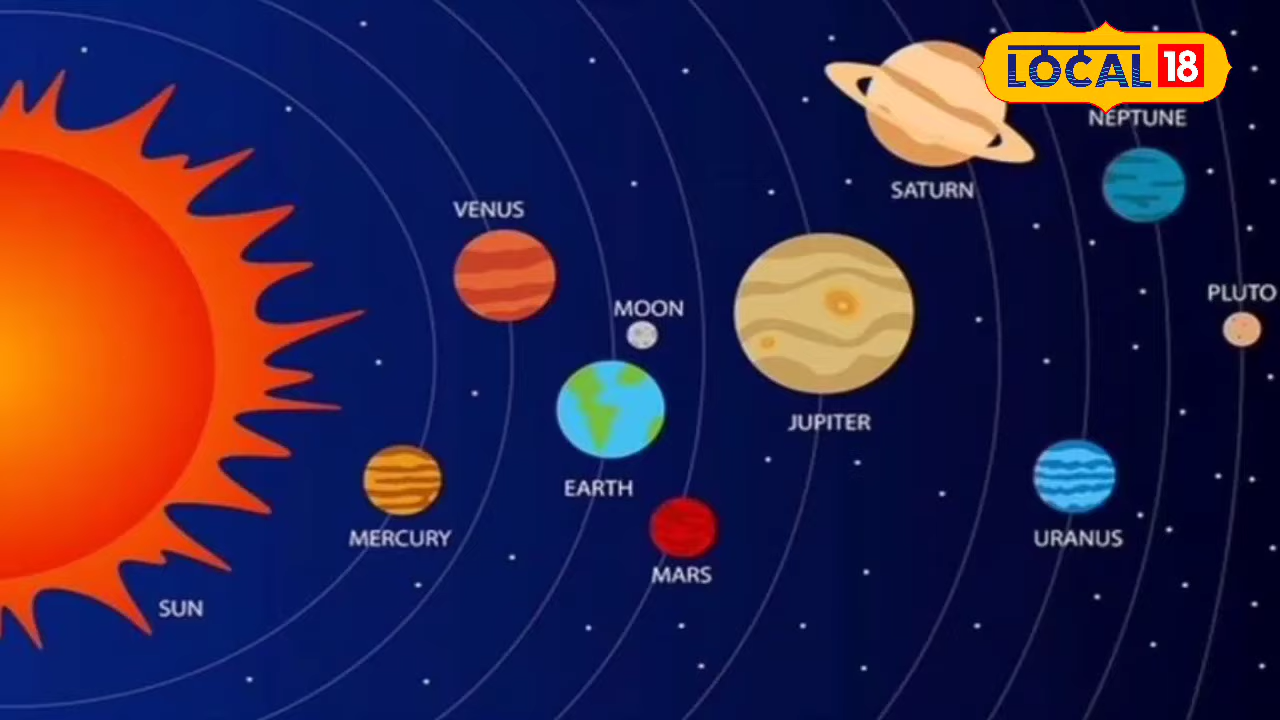 LOCAL 18
NEPTUNE
SATURN
VENUS
PLUTO
MOON
JUPITER
EARTH
MERCURY
URANUS
MARS
SUN